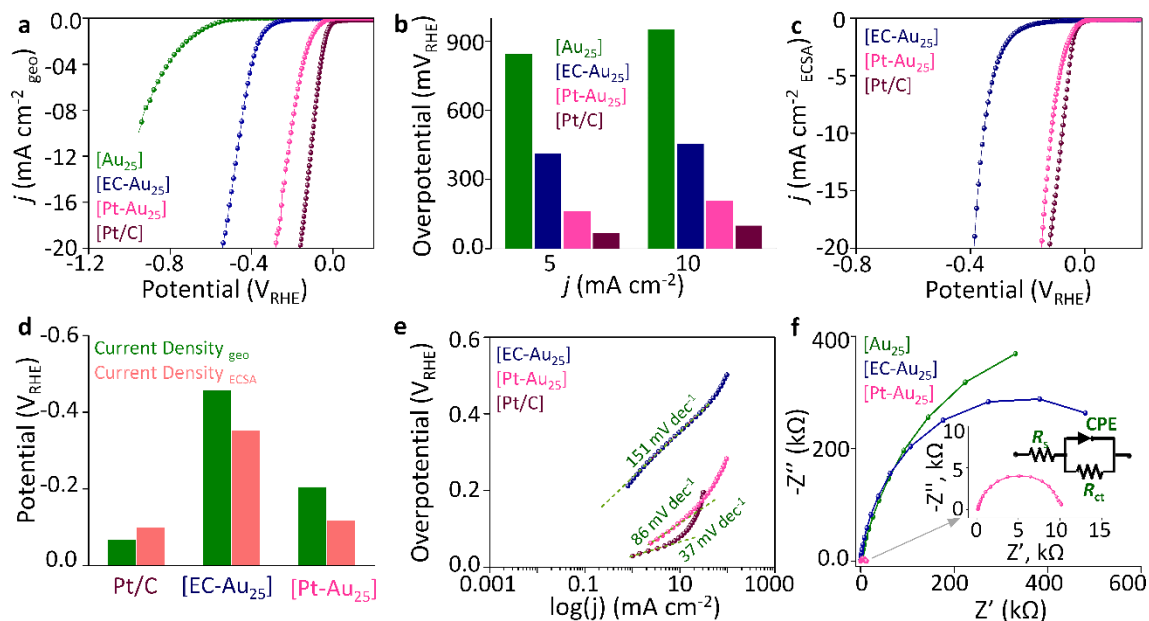 a
j (mA cm⁻² geo)
-0
-4
-8
-12
-16
-20
-1.2
-0.8
-0.4
0.0
[Au₂₅]
[EC-Au₂₅]
[Pt-Au₂₅]
[Pt/C]
Potential (V_RHE)
b
Overpotential (mV_RHE)
900
600
300
0.0
[Au₂₅]
[EC-Au₂₅]
[Pt-Au₂₅]
[Pt/C]
5
10
j (mA cm⁻²)
c
j (mA cm⁻² ECSA)
0
-5
-10
-15
-20
-0.8
-0.4
0.0
[EC-Au₂₅]
[Pt-Au₂₅]
[Pt/C]
Potential (V_RHE)
d
Potential (V_RHE)
-0.6
-0.4
-0.2
0.0
Current Density geo
Current Density ECSA
Pt/C
[EC-Au₂₅]
[Pt-Au₂₅]
e
Overpotential (V_RHE)
0.6
0.4
0.2
0.0
[EC-Au₂₅]
[Pt-Au₂₅]
[Pt/C]
151 mV dec⁻¹
86 mV dec⁻¹
37 mV dec⁻¹
0.001
0.1
10
1000
log(j) (mA cm⁻²)
f
-Z'' (kΩ)
400
200
0
[Au₂₅]
[EC-Au₂₅]
[Pt-Au₂₅]
CPE
Rs
Rct
-Z'', kΩ
10
5
0
0
5
10
15
Z', kΩ
0
200
400
600
Z' (kΩ)